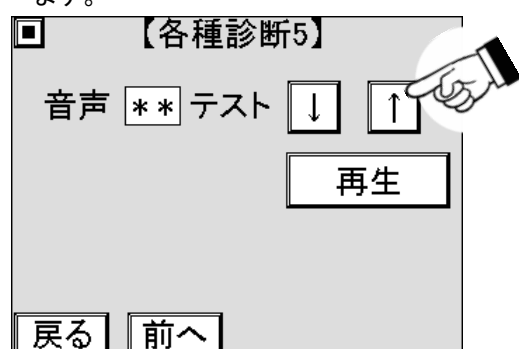 ます。
【各種診断5】
音声 ** テスト ↓ ↑
再生
戻る 前へ